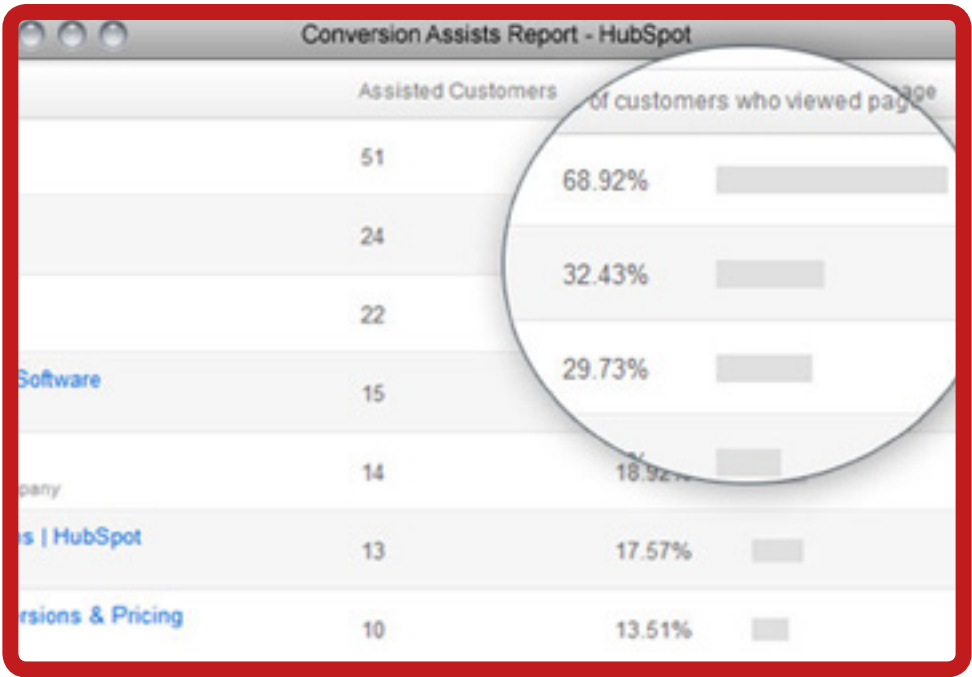 Conversion Assists Report - HubSpot
Assisted Customers
of customers who viewed page
51
68.92%
24
32.43%
22
29.73%
Software
15
14
18.92%
pany
ns | HubSpot
13
17.57%
rsions & Pricing
10
13.51%